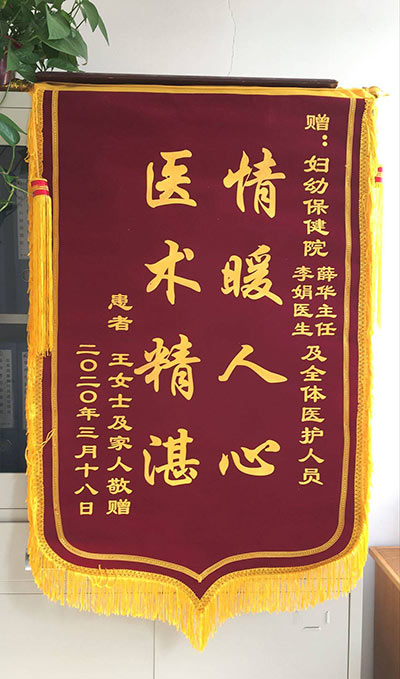 赠：妇幼保健院
薛华主任
李娟医生
及全体医护人员
情暖人心
医术精湛
患者 王女士及家人敬赠
二〇二〇年三月十八日